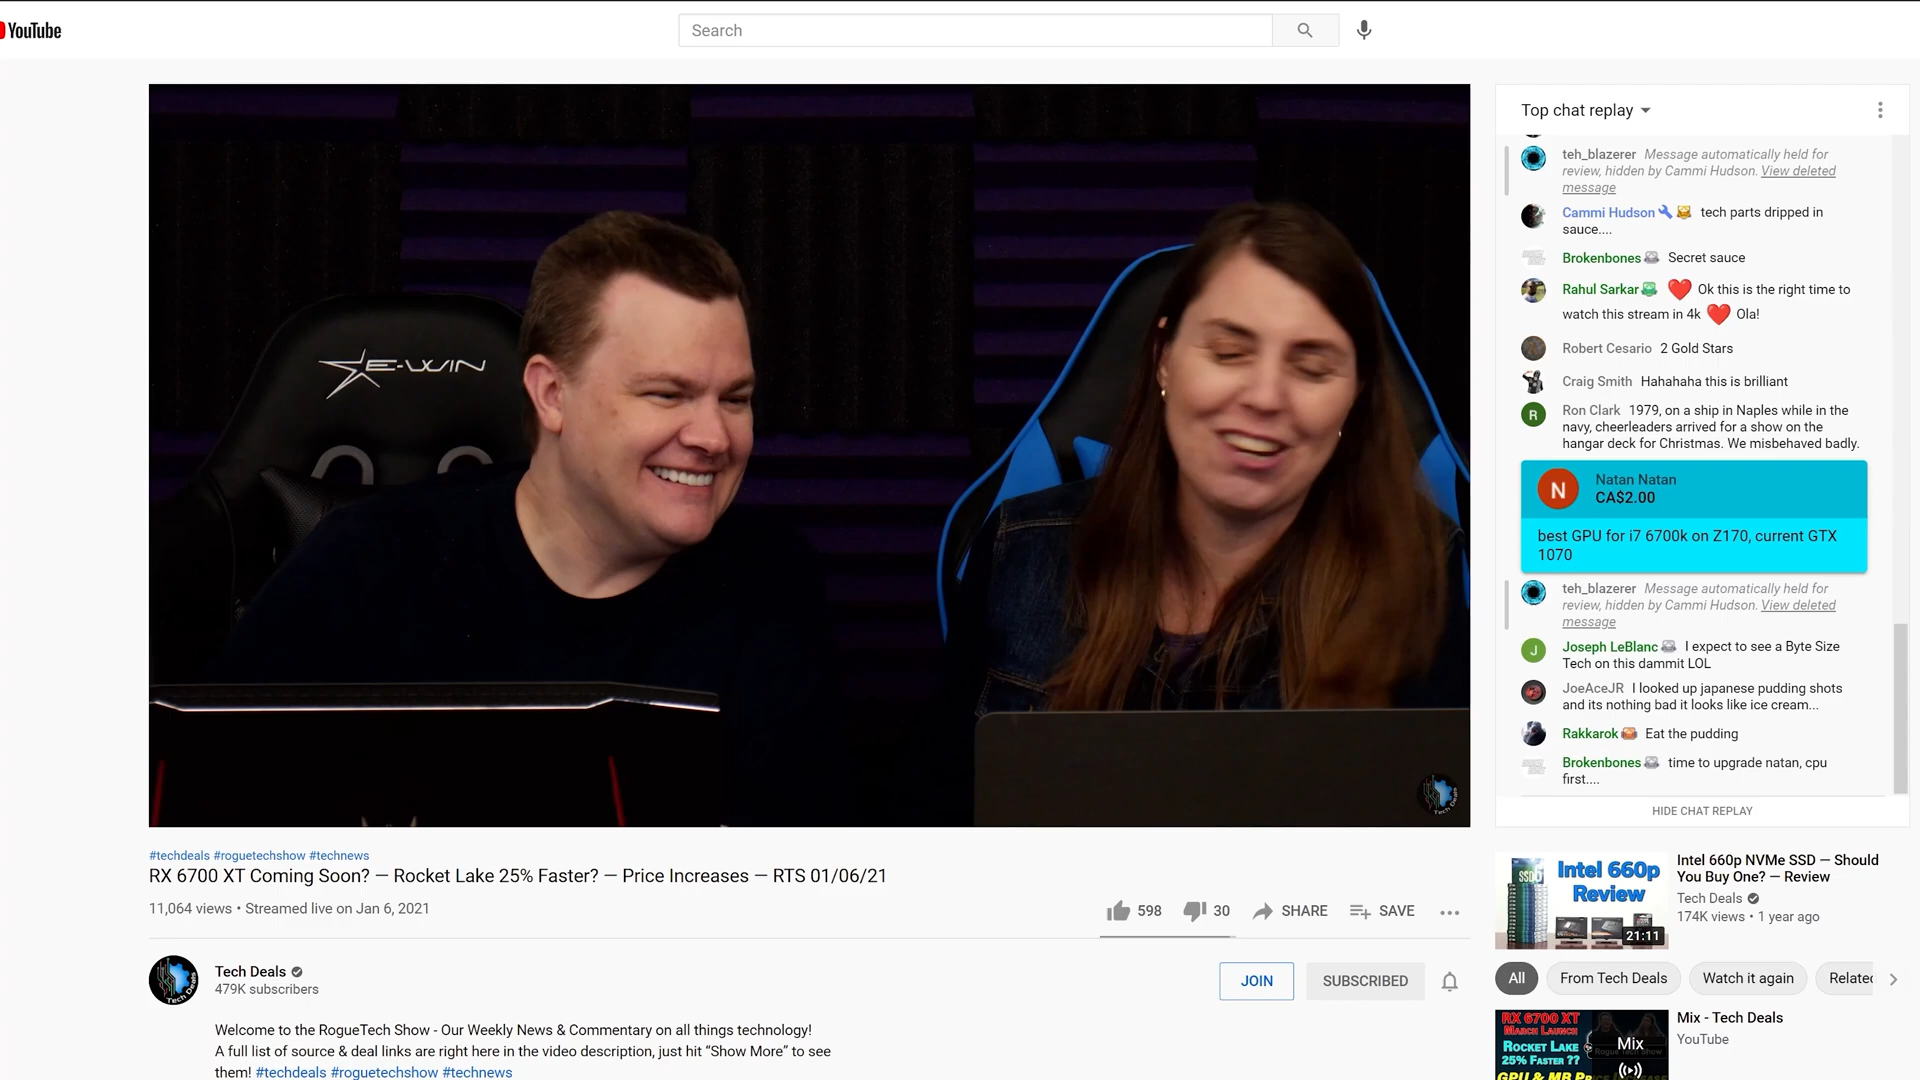 YouTube
Search
E-WIN
Tech Deals
#techdeals #roguetechshow #technews
RX 6700 XT Coming Soon? — Rocket Lake 25% Faster? — Price Increases — RTS 01/06/21
11,064 views • Streamed live on Jan 6, 2021
598
30
SHARE
SAVE
Tech Deals
Tech Deals
479K subscribers
JOIN
SUBSCRIBED
Welcome to the RogueTech Show - Our Weekly News & Commentary on all things technology!
A full list of source & deal links are right here in the video description, just hit “Show More” to see
them! #techdeals #roguetechshow #technews
Top chat replay
teh_blazerer Message automatically held for
review, hidden by Cammi Hudson. View deleted
message
Cammi Hudson tech parts dripped in
sauce....
Brokenbones Secret sauce
Rahul Sarkar Ok this is the right time to
watch this stream in 4k Ola!
Robert Cesario 2 Gold Stars
Craig Smith Hahahaha this is brilliant
R
Ron Clark 1979, on a ship in Naples while in the
navy, cheerleaders arrived for a show on the
hangar deck for Christmas. We misbehaved badly.
N
Natan Natan
CA$2.00
best GPU for i7 6700k on Z170, current GTX
1070
teh_blazerer Message automatically held for
review, hidden by Cammi Hudson. View deleted
message
J
Joseph LeBlanc I expect to see a Byte Size
Tech on this dammit LOL
JoeAceJR I looked up japanese pudding shots
and its nothing bad it looks like ice cream...
Rakkarok Eat the pudding
Brokenbones time to upgrade natan, cpu
first....
HIDE CHAT REPLAY
SSD
Intel 660p
Review
21:11
Intel 660p NVMe SSD — Should
You Buy One? — Review
Tech Deals
174K views • 1 year ago
All
From Tech Deals
Watch it again
Related
RX 6700 XT
March Launch
Rocket Lake
25% Faster ??
GPU & MB
Rogue Tech Show
Mix
Mix - Tech Deals
YouTube